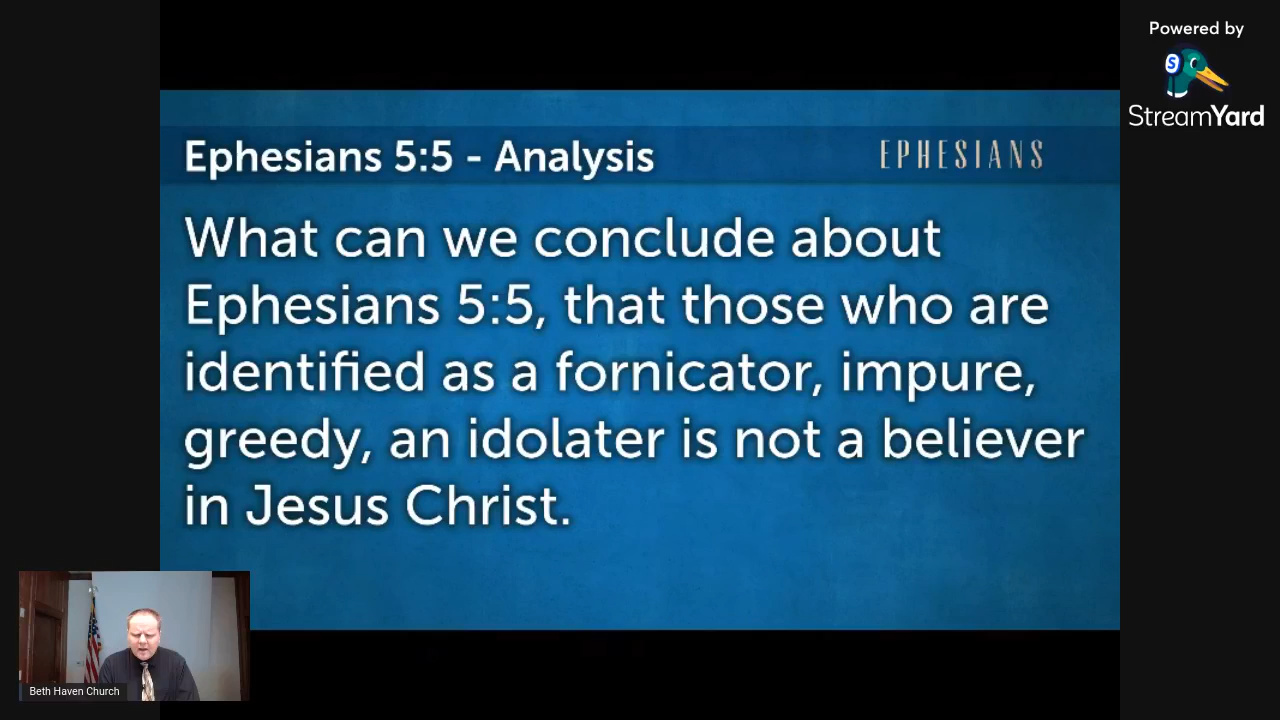 Powered by
S
StreamYard
Ephesians 5:5 - Analysis
EPHESIANS
What can we conclude about
Ephesians 5:5, that those who are
identified as a fornicator, impure,
greedy, an idolater is not a believer
in Jesus Christ.
Beth Haven Church